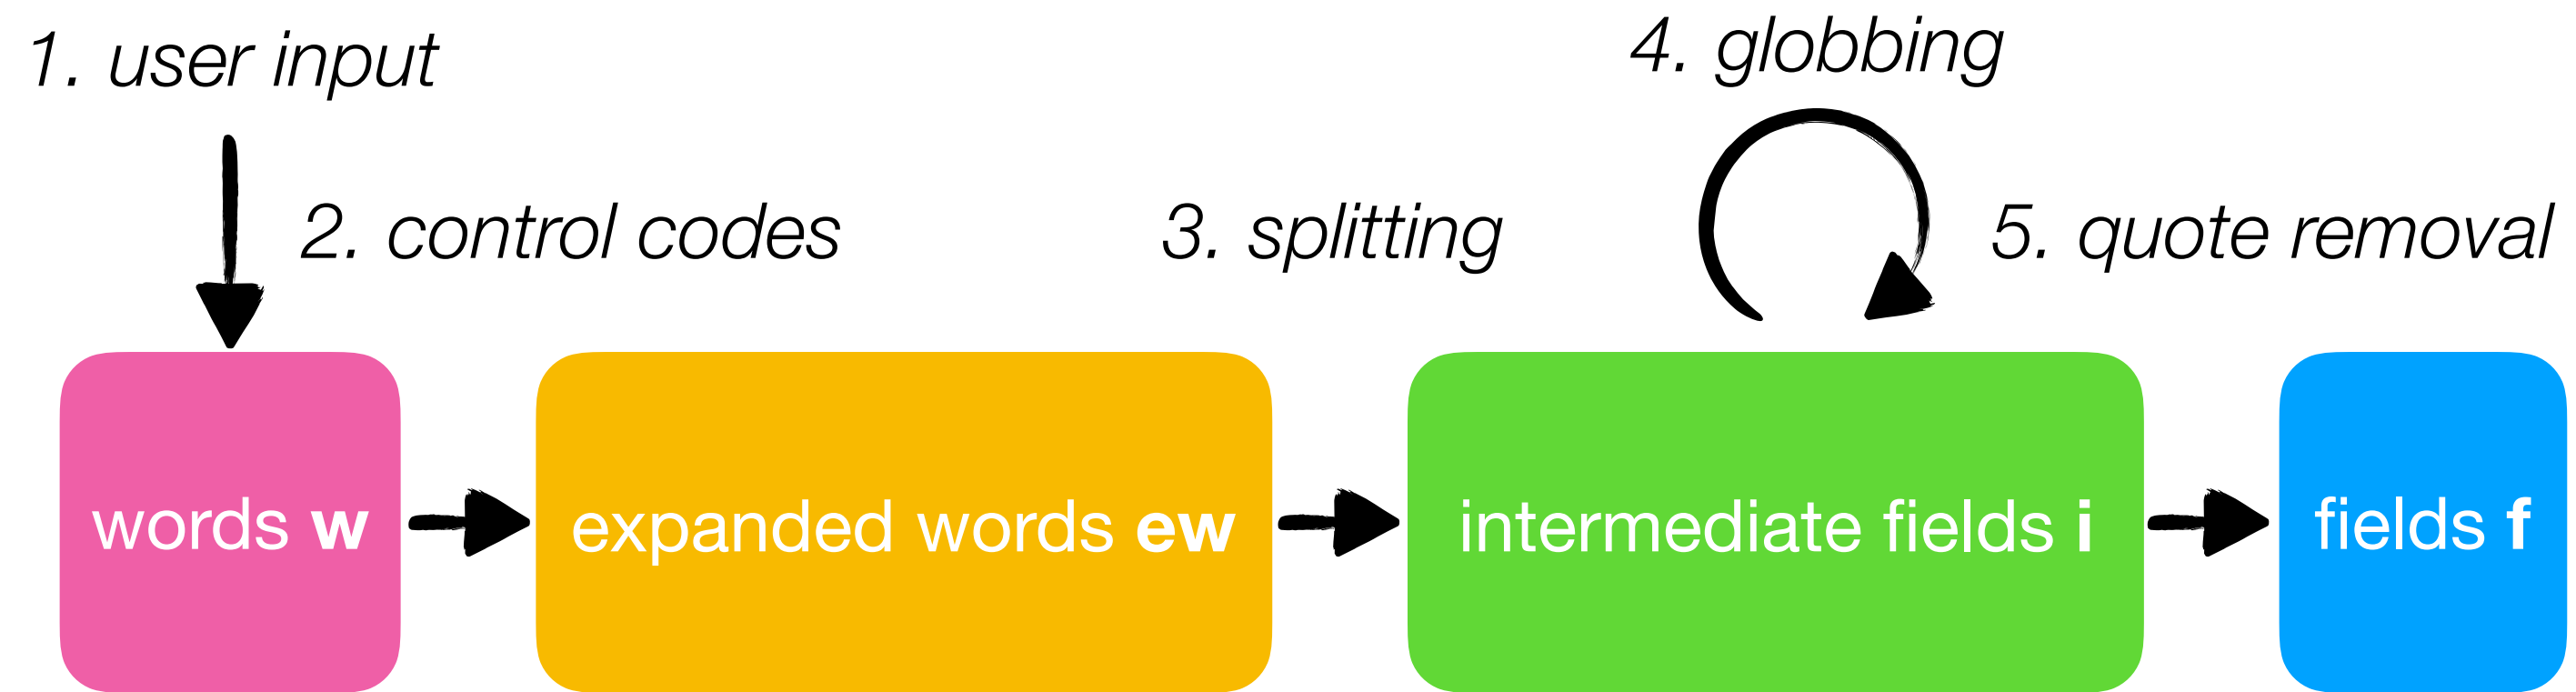 1. user input
2. control codes
3. splitting
4. globbing
5. quote removal
words w
expanded words ew
intermediate fields i
fields f